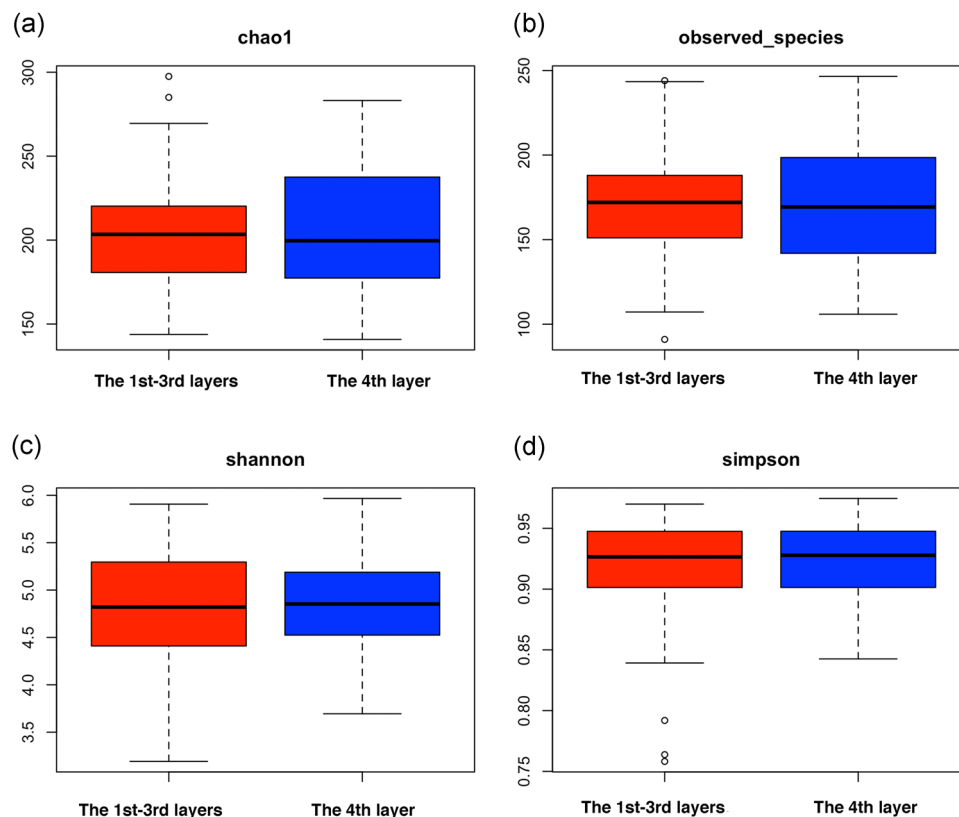 (a)
chao1
300
250
200
150
The 1st-3rd layers The 4th layer
(b)
observed_species
250
200
150
100
The 1st-3rd layers The 4th layer
(c)
shannon
6.0
5.5
5.0
4.5
4.0
3.5
The 1st-3rd layers The 4th layer
(d)
simpson
0.95
0.90
0.85
0.80
0.75
The 1st-3rd layers The 4th layer